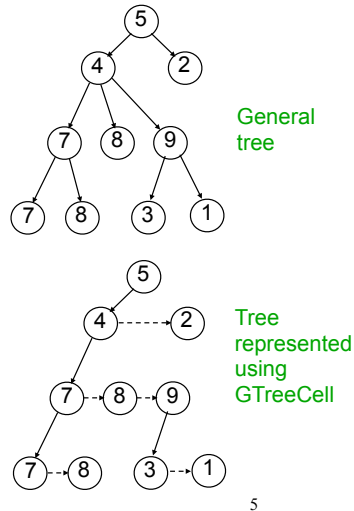 5
4 2
7 8 9
General
tree
7 8 3 1
5
4 2
Tree
represented
using
GTreeCell
7 8 9
7 8 3 1
5